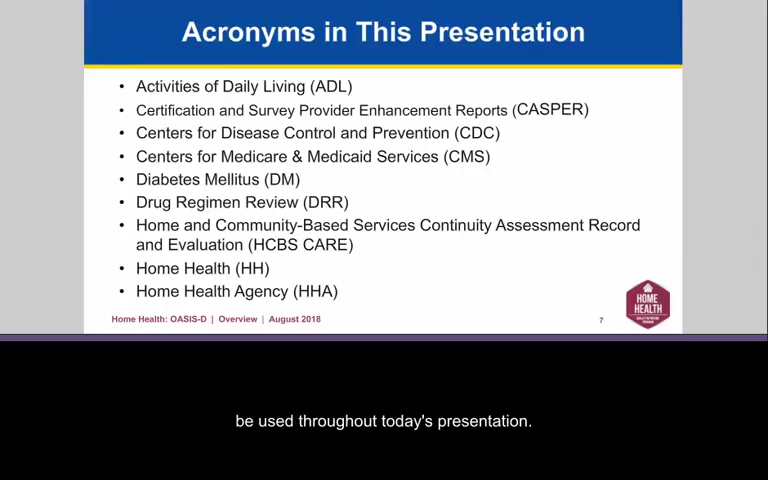 Acronyms in This Presentation
• Activities of Daily Living (ADL)
• Certification and Survey Provider Enhancement Reports (CASPER)
• Centers for Disease Control and Prevention (CDC)
• Centers for Medicare & Medicaid Services (CMS)
• Diabetes Mellitus (DM)
• Drug Regimen Review (DRR)
• Home and Community-Based Services Continuity Assessment Record
and Evaluation (HCBS CARE)
• Home Health (HH)
• Home Health Agency (HHA)
Home Health: OASIS-D | Overview | August 2018
7
HOME
HEALTH
be used throughout today's presentation.